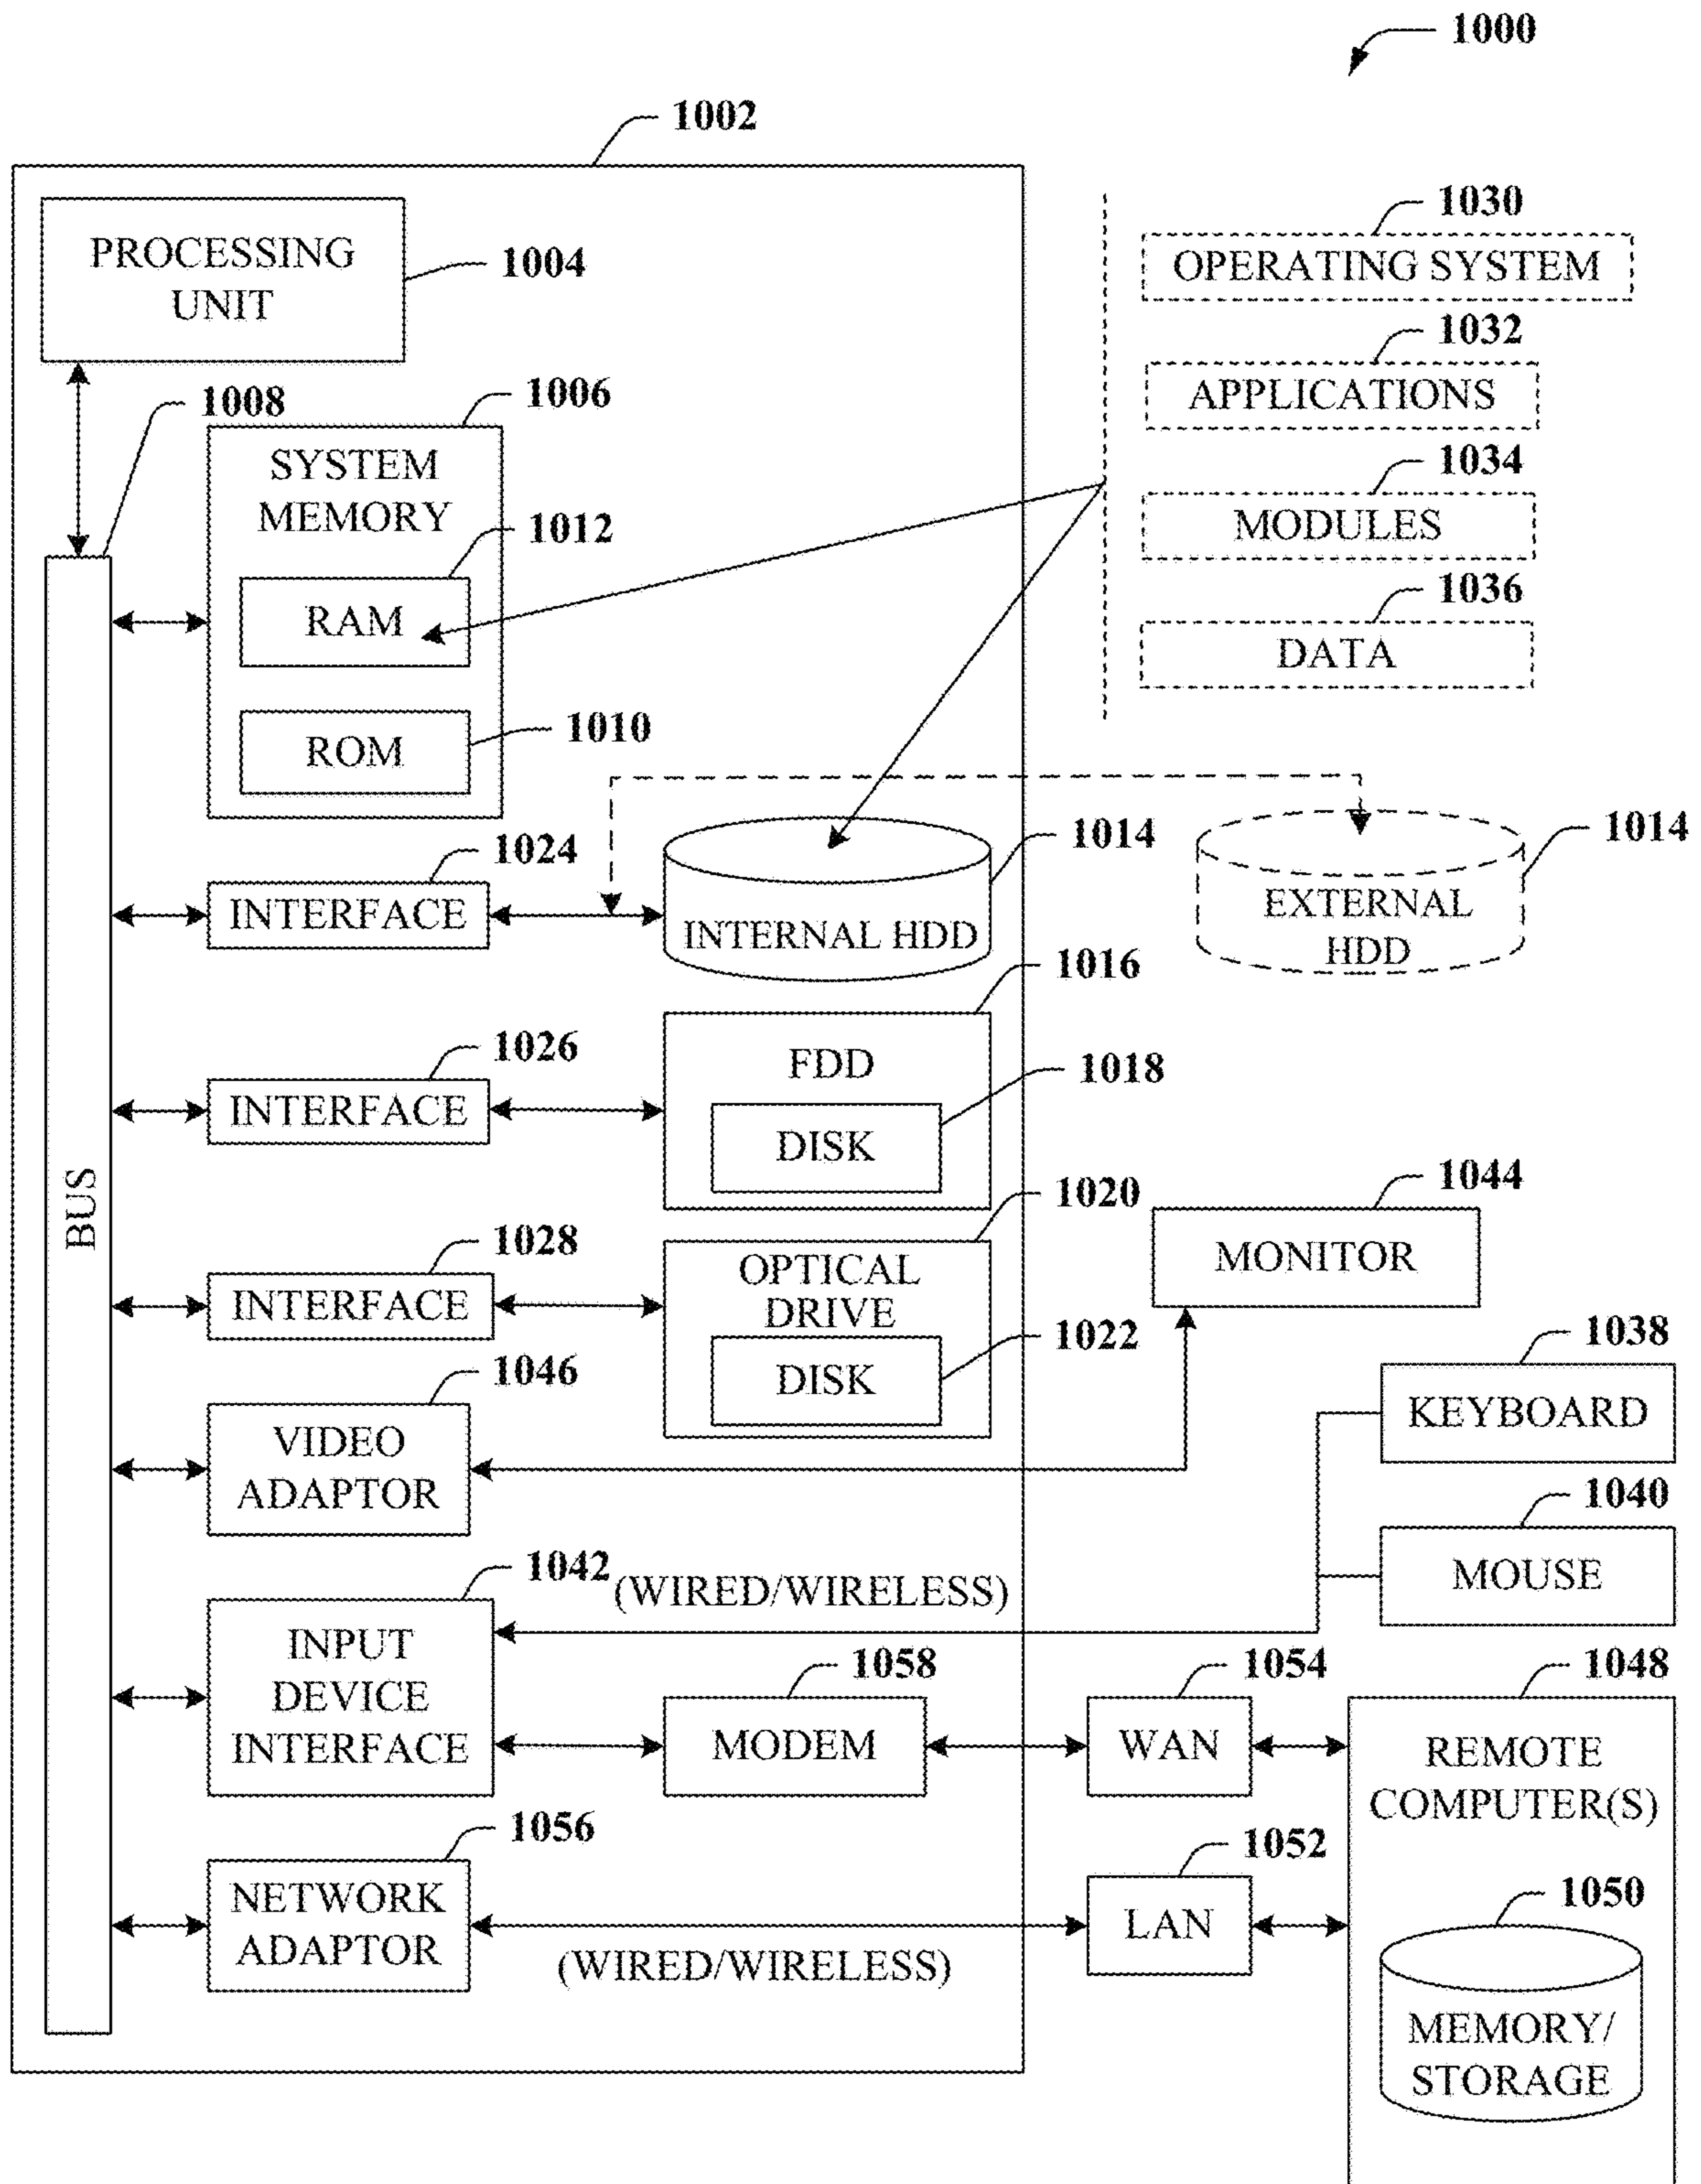 1000
1002
PROCESSING
UNIT
1004
1030
OPERATING SYSTEM
1032
APPLICATIONS
1034
MODULES
1036
DATA
1008
1006
SYSTEM
MEMORY
1012
RAM
1010
ROM
1024
INTERFACE
1014
INTERNAL HDD
1014
EXTERNAL
HDD
1016
FDD
1018
DISK
1026
INTERFACE
BUS
1020
OPTICAL
DRIVE
1022
DISK
1028
INTERFACE
1044
MONITOR
1046
VIDEO
ADAPTOR
1038
KEYBOARD
1040
MOUSE
1042
(WIRED/WIRELESS)
INPUT
DEVICE
INTERFACE
1058
MODEM
1054
WAN
1048
REMOTE
COMPUTER(S)
1056
NETWORK
ADAPTOR
(WIRED/WIRELESS)
1052
LAN
1050
MEMORY/
STORAGE